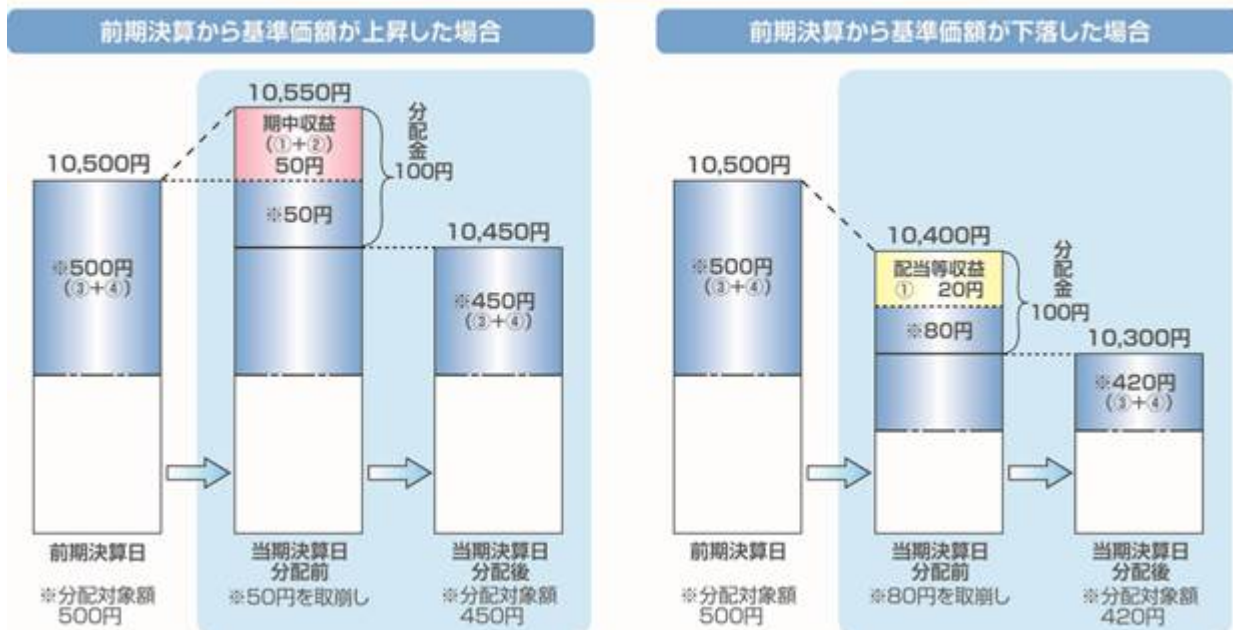 前期決算から基準価額が上昇した場合
10,550円
期中収益
(①+②)
50円
分配金
100円
10,500円
※50円
10,450円
※500円
(③+④)
※450円
(③+④)
前期決算日
当期決算日
分配前
当期決算日
分配後
※分配対象額
500円
※50円を取崩し
※分配対象額
450円
前期決算から基準価額が下落した場合
10,500円
10,400円
配当等収益
① 20円
分配金
100円
※500円
(③+④)
※80円
10,300円
※420円
(③+④)
前期決算日
当期決算日
分配前
当期決算日
分配後
※分配対象額
500円
※80円を取崩し
※分配対象額
420円